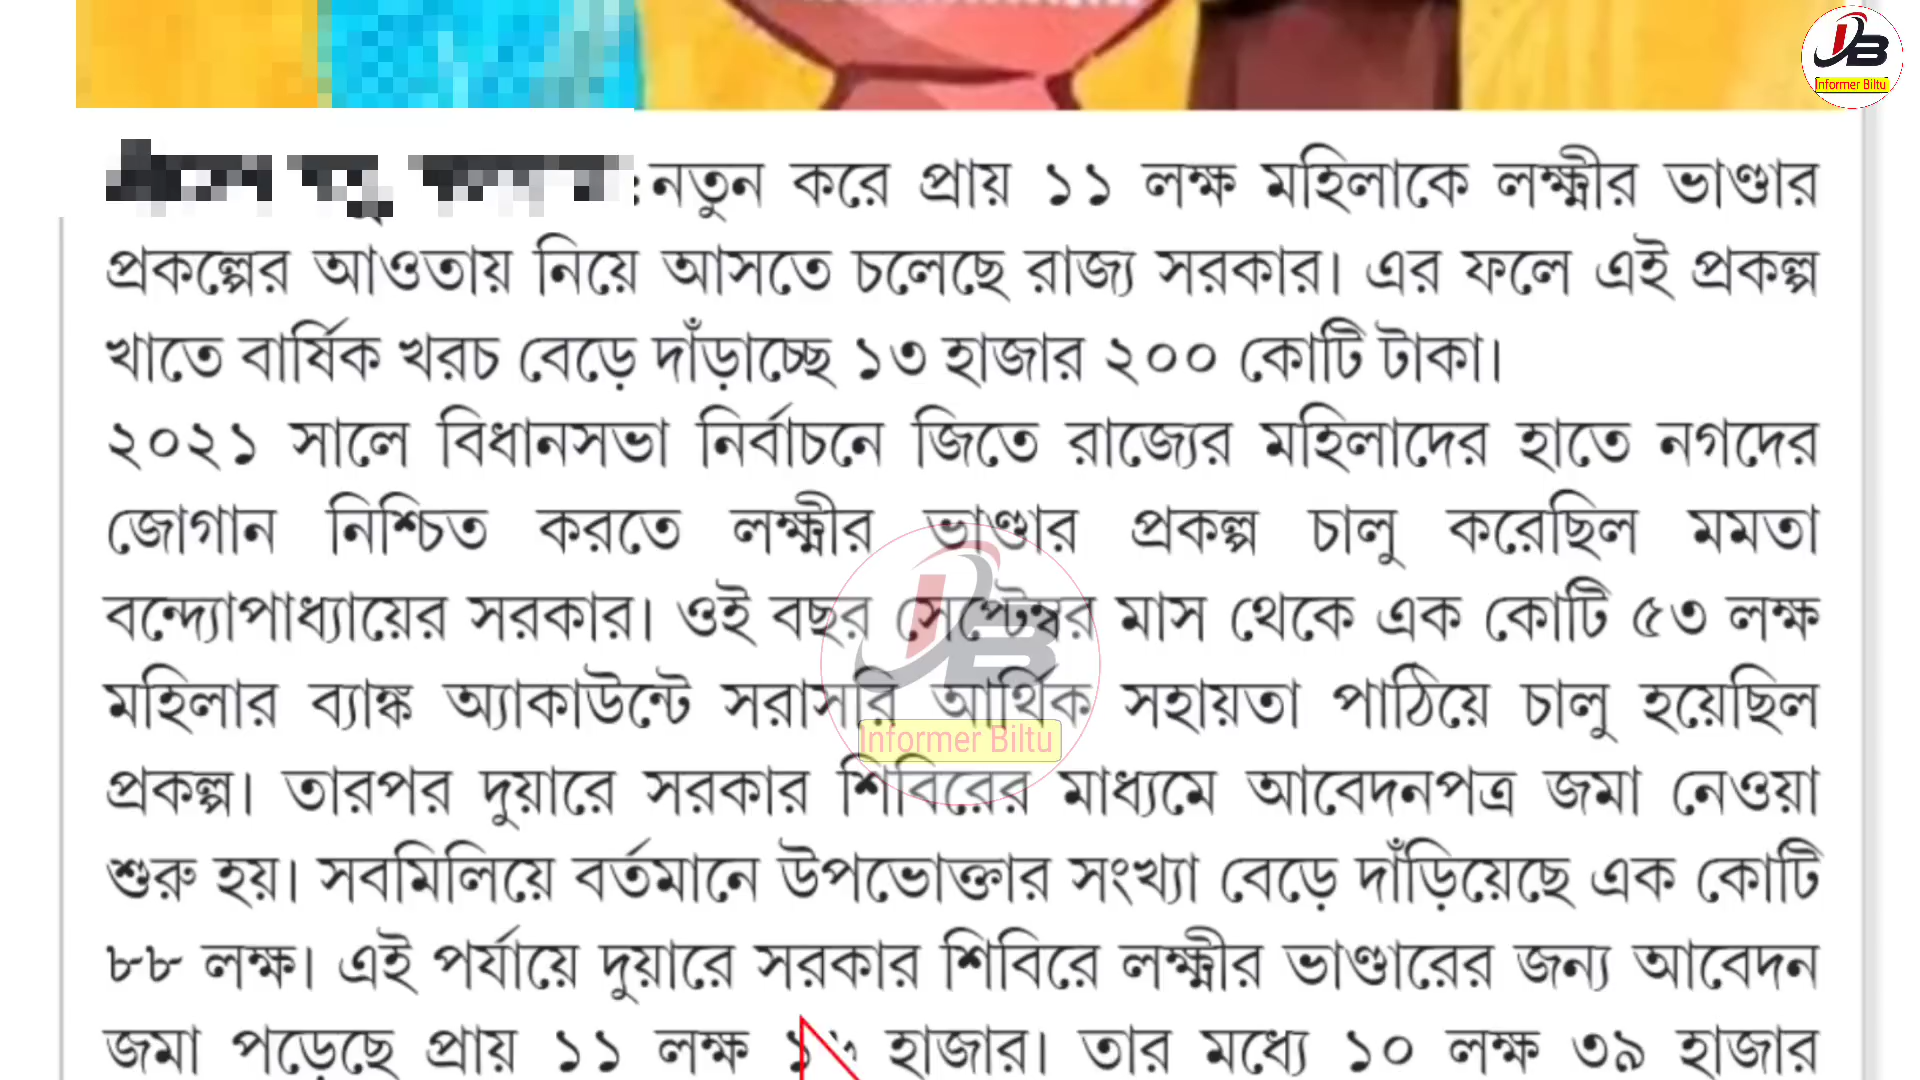 Informer Biltu
: নতুন করে প্রায় ১১ লক্ষ মহিলাকে লক্ষ্মীর ভাণ্ডার
প্রকল্পের আওতায় নিয়ে আসতে চলেছে রাজ্য সরকার। এর ফলে এই প্রকল্প
খাতে বার্ষিক খরচ বেড়ে দাঁড়াচ্ছে ১৩ হাজার ২০০ কোটি টাকা।
২০২১ সালে বিধানসভা নির্বাচনে জিতে রাজ্যের মহিলাদের হাতে নগদের
জোগান নিশ্চিত করতে লক্ষ্মীর ভাণ্ডার প্রকল্প চালু করেছিল মমতা
বন্দ্যোপাধ্যায়ের সরকার। ওই বছর সেপ্টেম্বর মাস থেকে এক কোটি ৫৩ লক্ষ
মহিলার ব্যাঙ্ক অ্যাকাউন্টে সরাসরি আর্থিক সহায়তা পাঠিয়ে চালু হয়েছিল
Informer Biltu
প্রকল্প। তারপর দুয়ারে সরকার শিবিরের মাধ্যমে আবেদনপত্র জমা নেওয়া
শুরু হয়। সবমিলিয়ে বর্তমানে উপভোক্তার সংখ্যা বেড়ে দাঁড়িয়েছে এক কোটি
৮৮ লক্ষ। এই পর্যায়ে দুয়ারে সরকার শিবিরে লক্ষ্মীর ভাণ্ডারের জন্য আবেদন
জমা পড়েছে প্রায় ১১ লক্ষ হাজার। তার মধ্যে ১০ লক্ষ ৩৯ হাজার